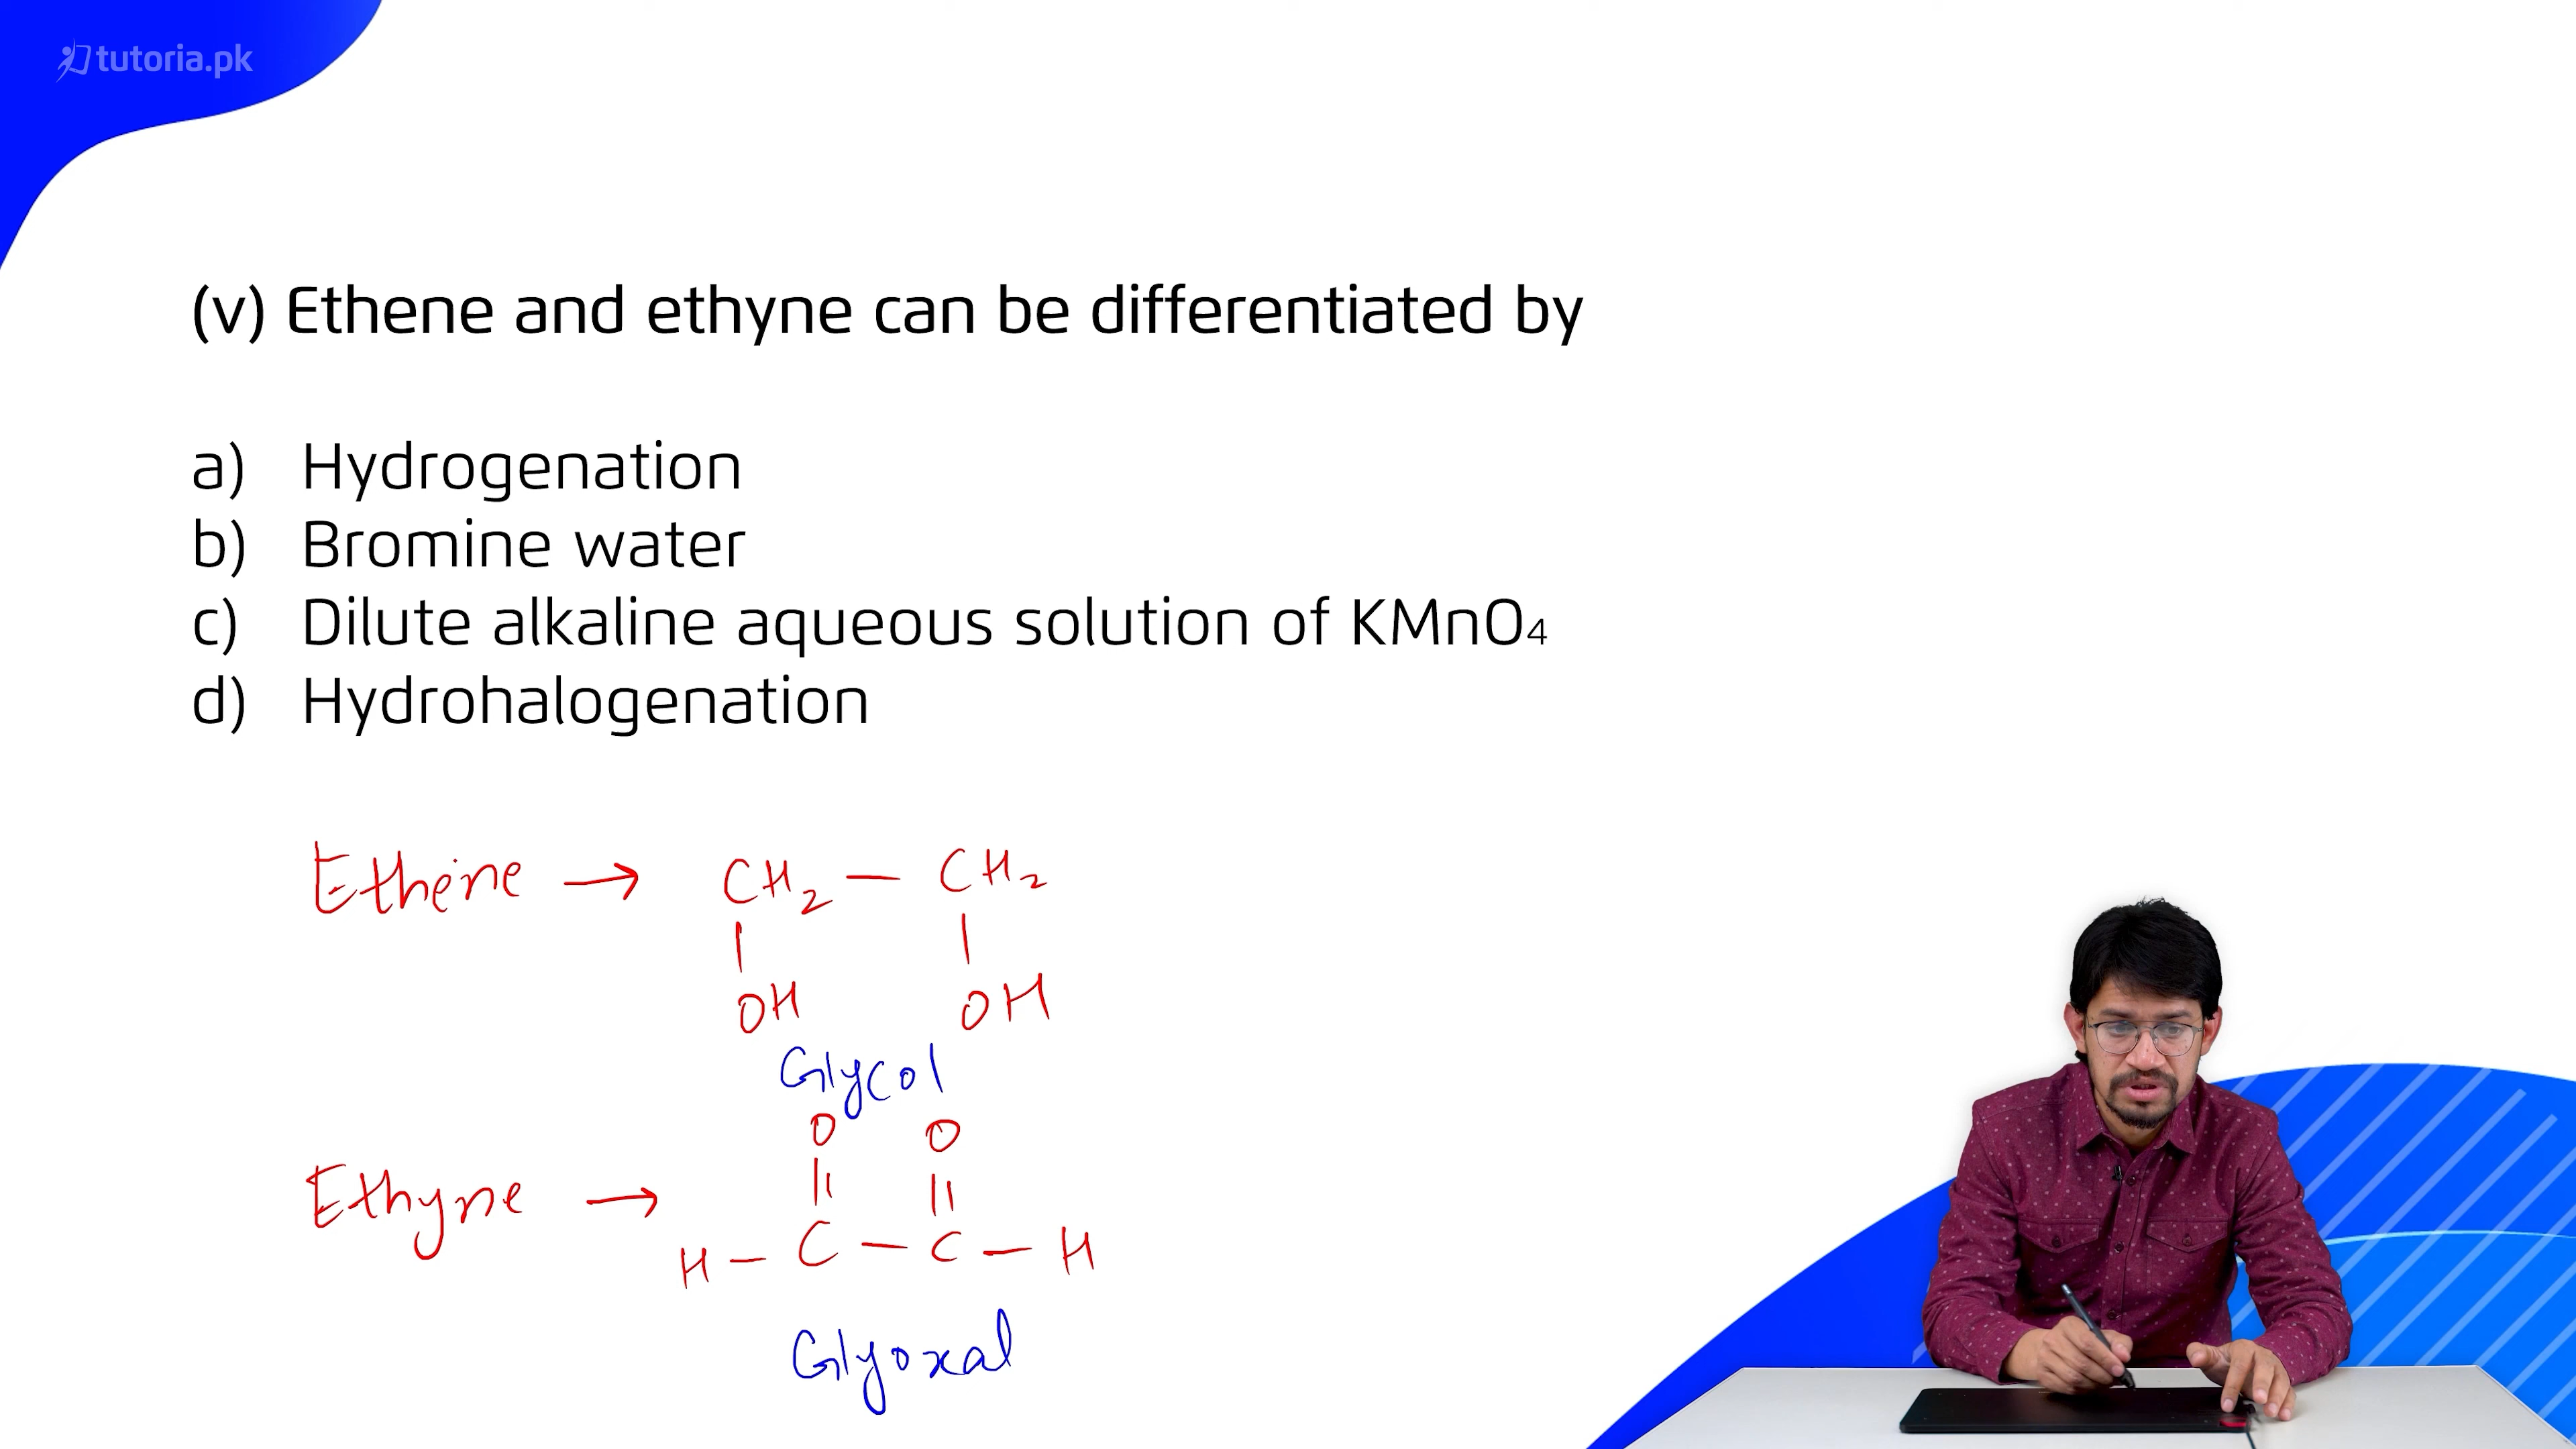 tutoria.pk
(v) Ethene and ethyne can be differentiated by
a) Hydrogenation
b) Bromine water
c) Dilute alkaline aqueous solution of KMnO₄
d) Hydrohalogenation
Ethene → CH₂ — CH₂
| |
OH OH
Glycol
O O
|| ||
Ethyne → H — C — C — H
Glyoxal